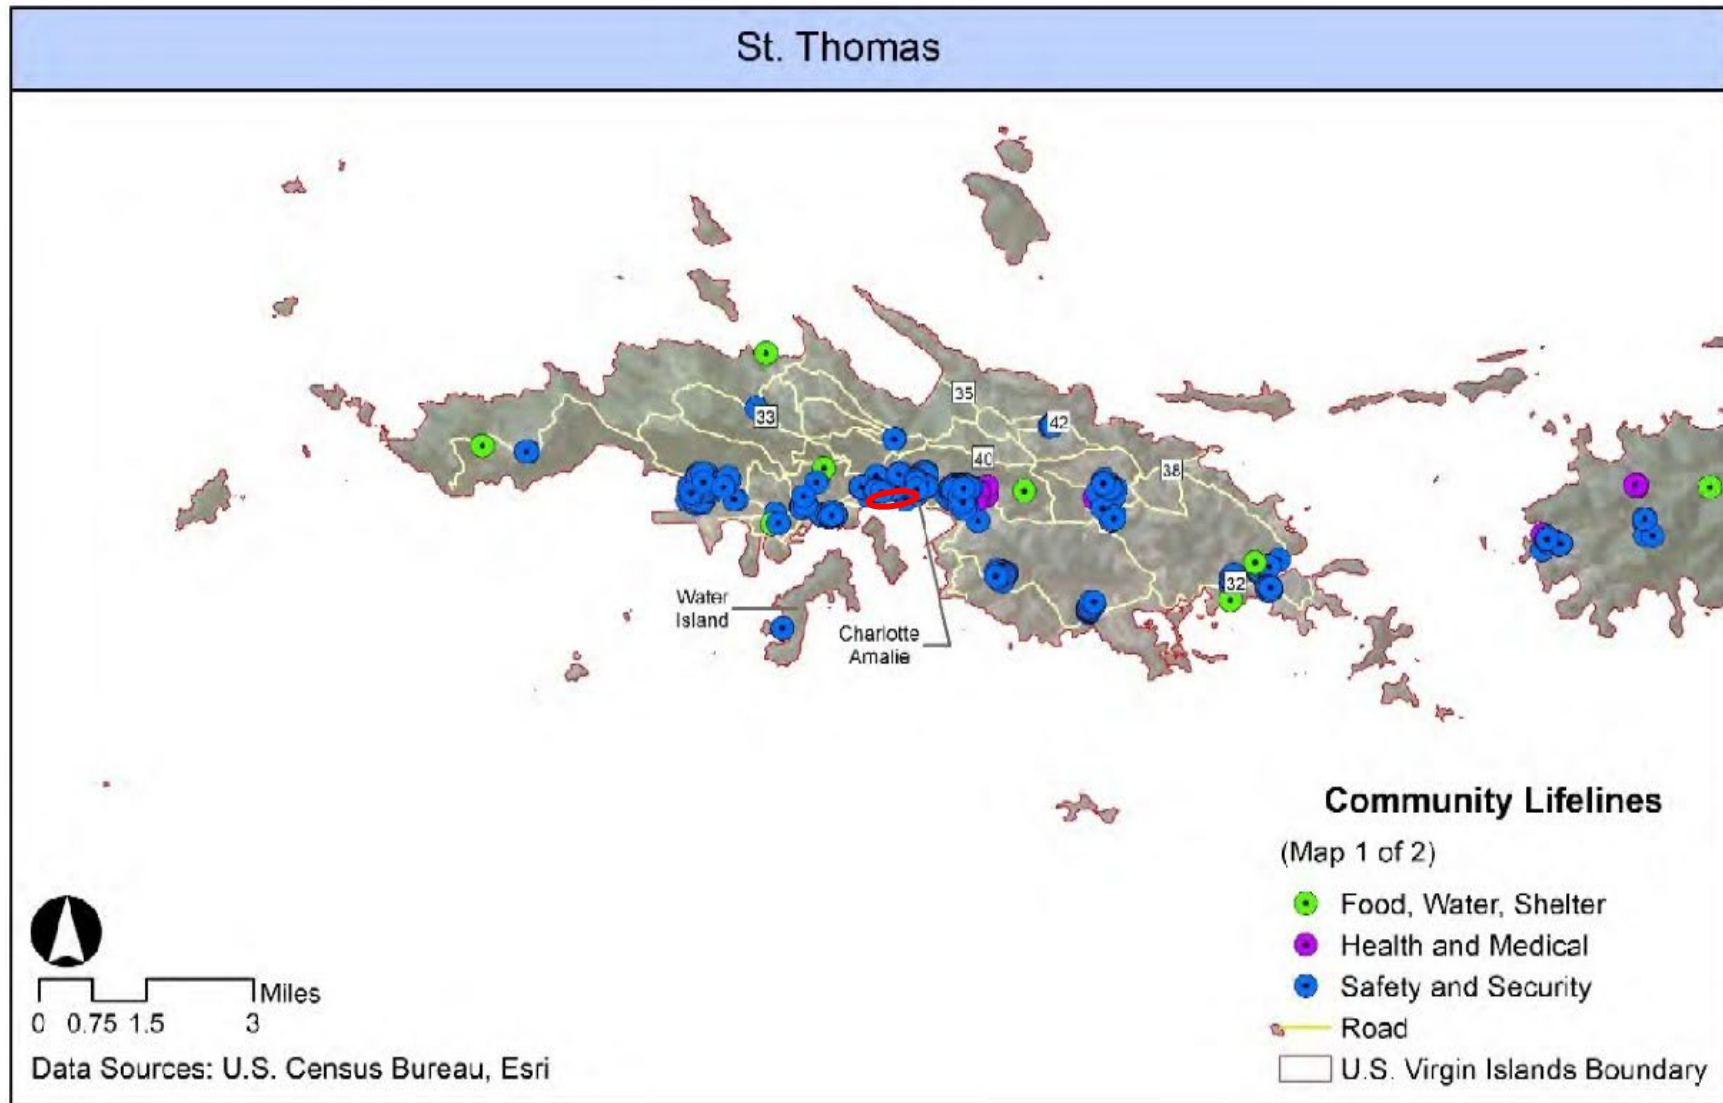 St. Thomas
35
33
42
40
38
32
Water
Island
Charlotte
Amalie
Community Lifelines
(Map 1 of 2)
Food, Water, Shelter
Health and Medical
Safety and Security
Road
U.S. Virgin Islands Boundary
Miles
0 0.75 1.5 3
Data Sources: U.S. Census Bureau, Esri